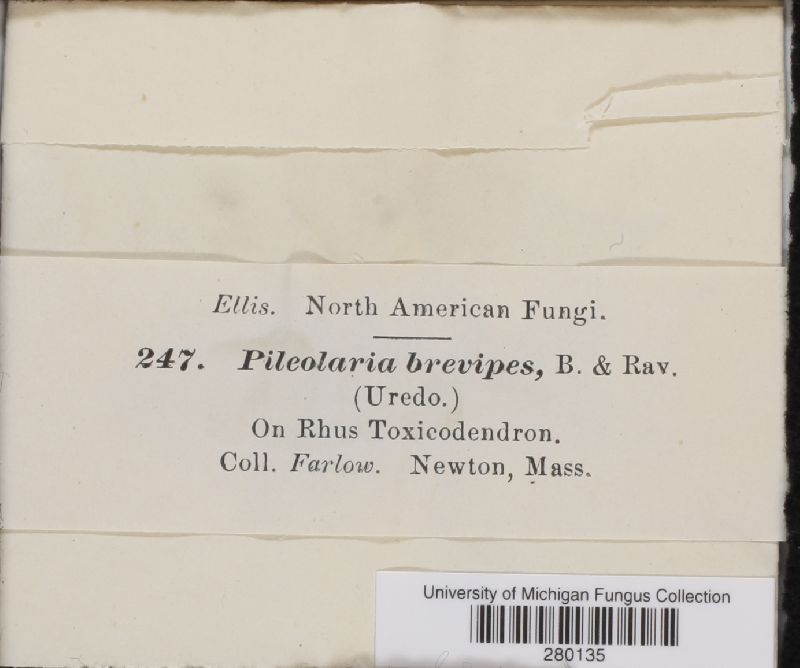 Ellis. North American Fungi.
247. Pileolaria brevipes, B. & Rav.
(Uredo.)
On Rhus Toxicodendron.
Coll. Farlow. Newton, Mass.
University of Michigan Fungus Collection
280135